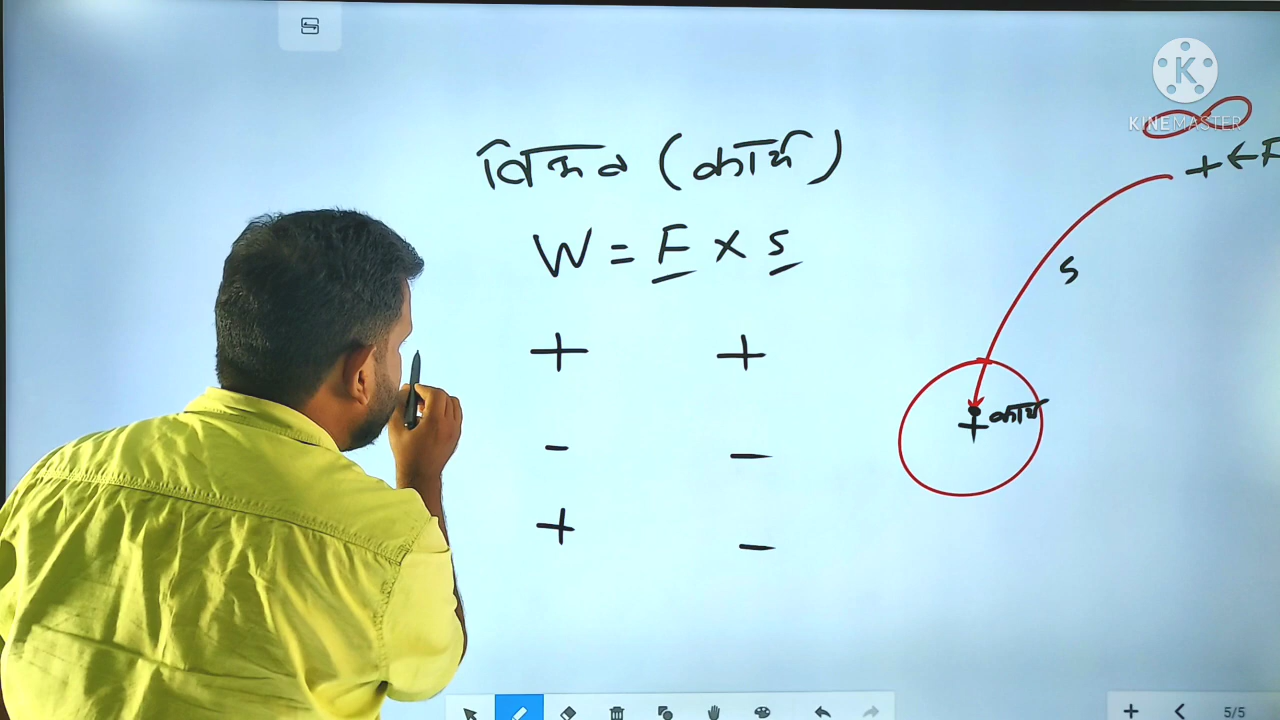 বিভব (কার্য)
W = F × s
+ +
- -
+ -
KINEMASTER
+ ← F
s
+ কার্য
5/5